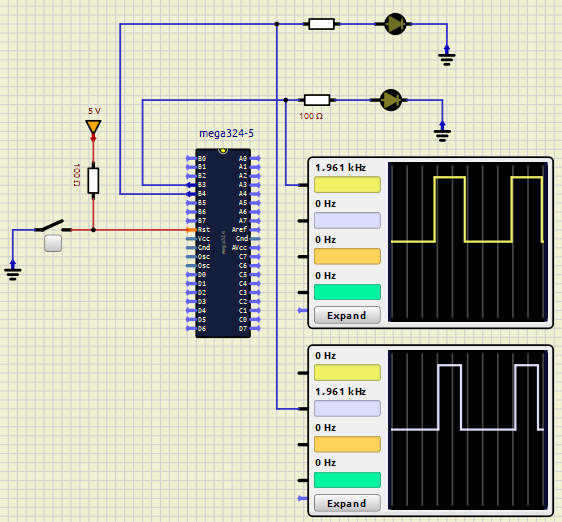 5 V
100 Ω
100 Ω
mega324-5
mega324
B0 A0
B1 A1
B2 A2
B3 A3
B4 A4
B5 A5
B6 A6
B7 A7
Rst Aref
Vcc Gnd
Gnd AVcc
Osc C7
Osc C6
D0 C5
D1 C4
D2 C3
D3 C2
D4 C1
D5 C0
D6 D7
1.961 kHz
0 Hz
0 Hz
0 Hz
Expand
0 Hz
1.961 kHz
0 Hz
0 Hz
Expand